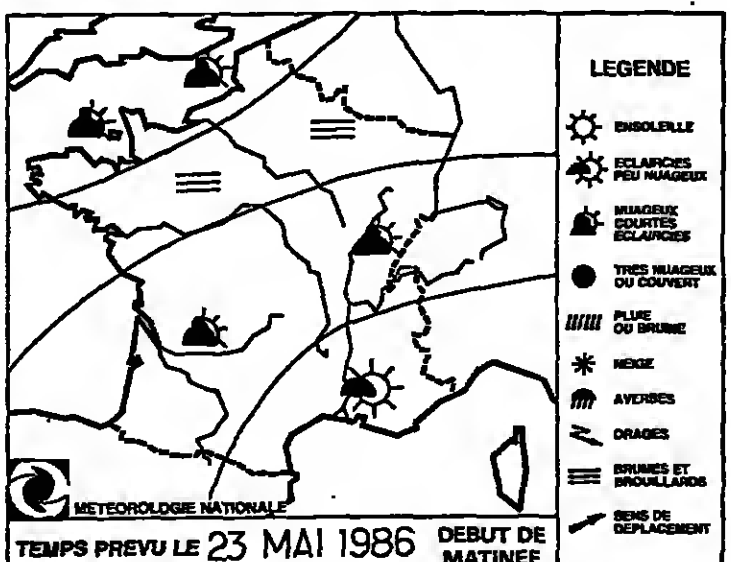 LEGENDE
ENSOLEILLE
ECLAIRCIES
PEU NUAGEUX
NUAGEUX
COURTES
ECLAIRCIES
TRES NUAGEUX
OU COUVERT
PLUIE
OU BRUINE
NEIGE
AVERSES
ORAGES
BRUMES ET
BROUILLARDS
SENS DE
DEPLACEMENT
METEOROLOGIE NATIONALE
TEMPS PREVU LE 23 MAI 1986 DEBUT DE
MATINEE